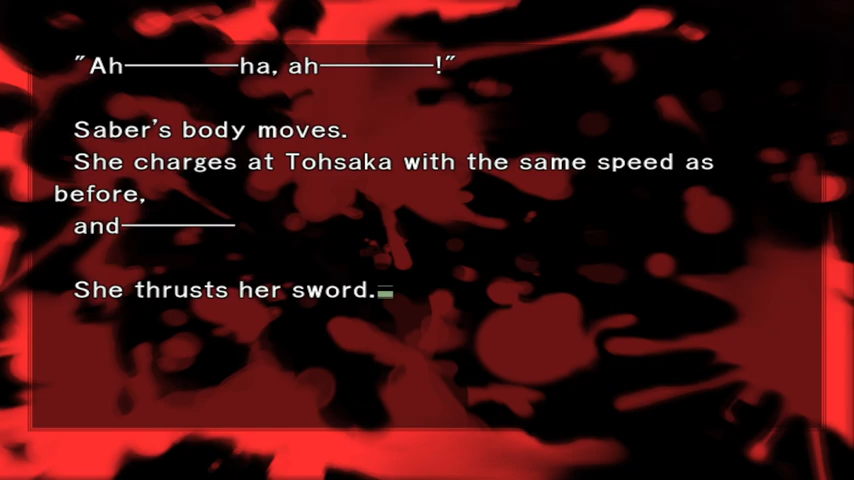 "Ah————ha, ah————!"
Saber's body moves.
She charges at Tohsaka with the same speed as
before,
and————
She thrusts her sword.